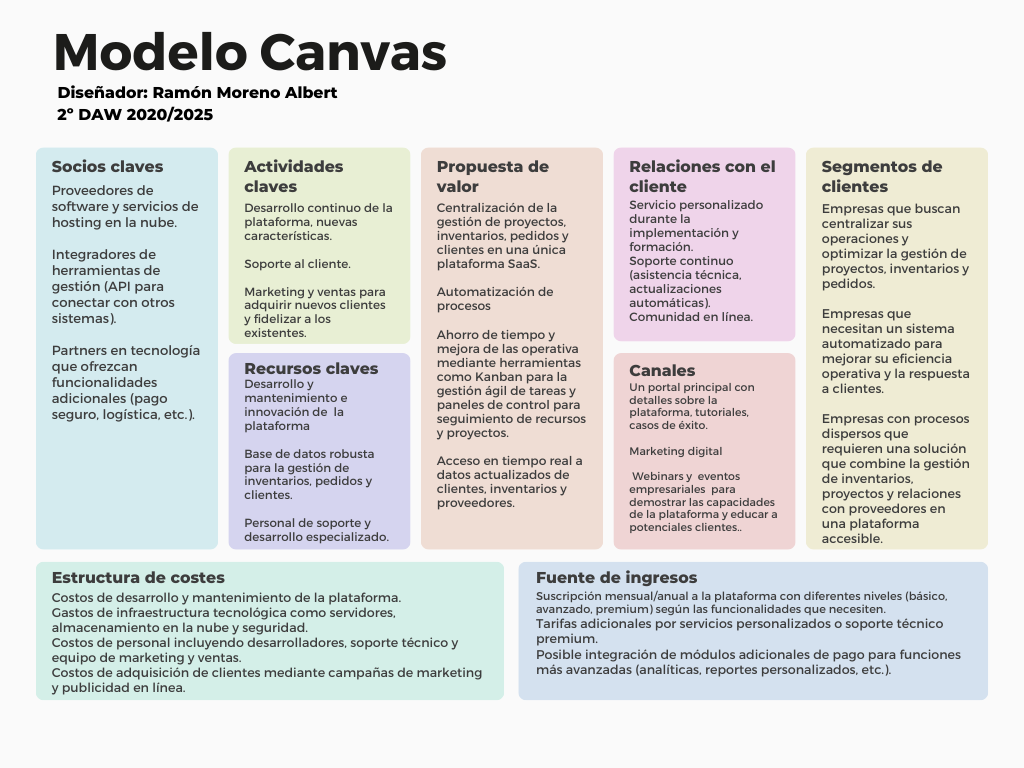 Modelo Canvas
Diseñador: Ramón Moreno Albert
2º DAW 2020/2025
Socios claves
Proveedores de
software y servicios de
hosting en la nube.
Integradores de
herramientas de
gestión (API para
conectar con otros
sistemas).
Partners en tecnología
que ofrezcan
funcionalidades
adicionales (pago
seguro, logística, etc.).
Actividades
claves
Desarrollo continuo de la
plataforma, nuevas
características.
Soporte al cliente.
Marketing y ventas para
adquirir nuevos clientes
y fidelizar a los
existentes.
Recursos claves
Desarrollo y
mantenimiento e
innovación de  la
plataforma
Base de datos robusta
para la gestión de
inventarios, pedidos y
clientes.
Personal de soporte y
desarrollo especializado.
Propuesta de
valor
Centralización de la
gestión de proyectos,
inventarios, pedidos y
clientes en una única
plataforma SaaS.
Automatización de
procesos
Ahorro de tiempo y
mejora de las operativa
mediante herramientas
como Kanban para la
gestión ágil de tareas y
paneles de control para
seguimiento de recursos
y proyectos.
Acceso en tiempo real a
datos actualizados de
clientes, inventarios y
proveedores.
Relaciones con el
cliente
Servicio personalizado
durante la
implementación y
formación.
Soporte continuo
(asistencia técnica,
actualizaciones
automáticas).
Comunidad en línea.
Canales
Un portal principal con
detalles sobre la
plataforma, tutoriales,
casos de éxito.
Marketing digital
Webinars y  eventos
empresariales  para
demostrar las capacidades
de la plataforma y educar a
potenciales clientes..
Segmentos de
clientes
Empresas que buscan
centralizar sus
operaciones y
optimizar la gestión de
proyectos, inventarios y
pedidos.
Empresas que
necesitan un sistema
automatizado para
mejorar su eficiencia
operativa y la respuesta
a clientes.
Empresas con procesos
dispersos que
requieren una solución
que combine la gestión
de inventarios,
proyectos y relaciones
con proveedores en
una plataforma
accesible.
Estructura de costes
Costos de desarrollo y mantenimiento de la plataforma.
Gastos de infraestructura tecnológica como servidores,
almacenamiento en la nube y seguridad.
Costos de personal incluyendo desarrolladores, soporte técnico y
equipo de marketing y ventas.
Costos de adquisición de clientes mediante campañas de marketing
y publicidad en línea.
Fuente de ingresos
Suscripción mensual/anual a la plataforma con diferentes niveles (básico,
avanzado, premium) según las funcionalidades que necesiten.
Tarifas adicionales por servicios personalizados o soporte técnico
premium.
Posible integración de módulos adicionales de pago para funciones
más avanzadas (analíticas, reportes personalizados, etc.).